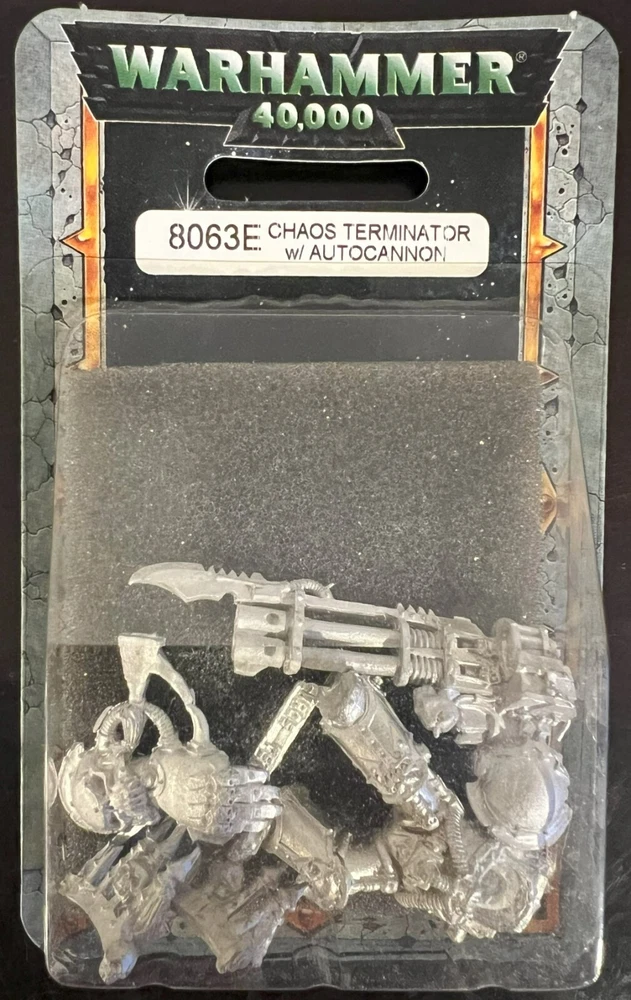 WARHAMMER®
40,000
8063E CHAOS TERMINATOR
w/ AUTOCANNON